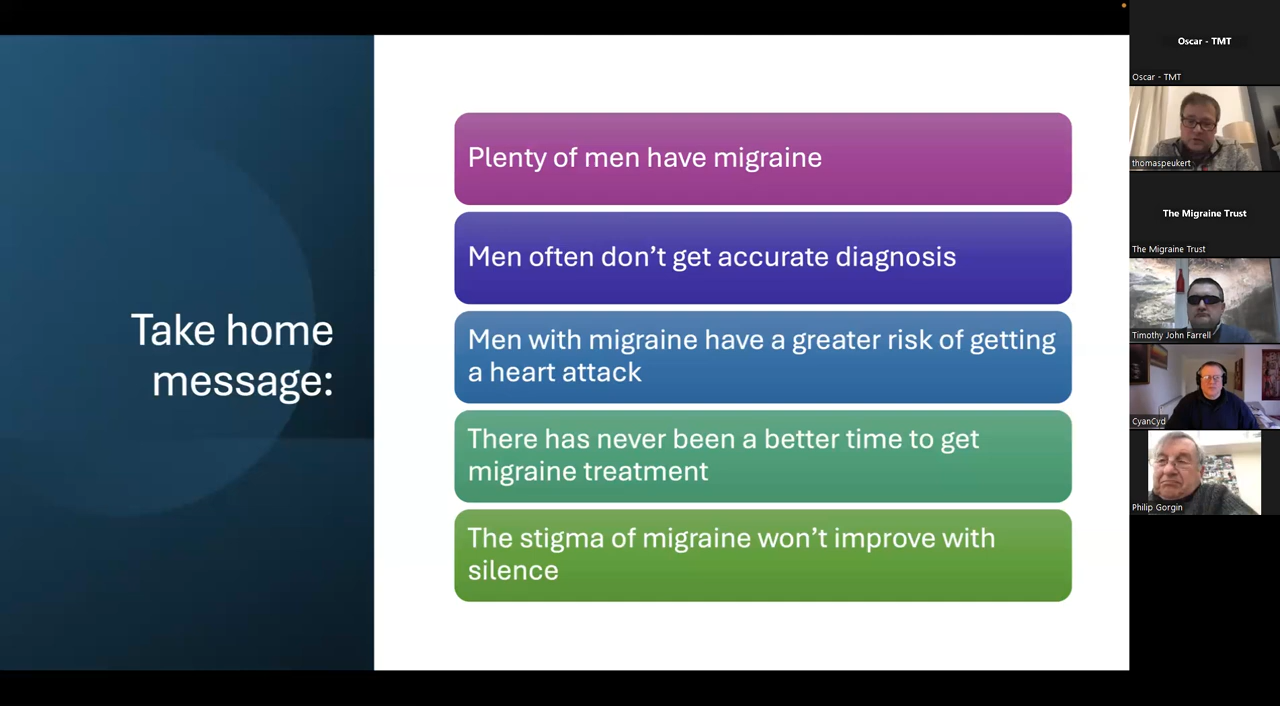 Take home
message:
Plenty of men have migraine
Men often don’t get accurate diagnosis
Men with migraine have a greater risk of getting
a heart attack
There has never been a better time to get
migraine treatment
The stigma of migraine won’t improve with
silence
Oscar - TMT
Oscar - TMT
thomaspeukert
The Migraine Trust
The Migraine Trust
Timothy John Farrell
CyanCyd
Philip Gorgin